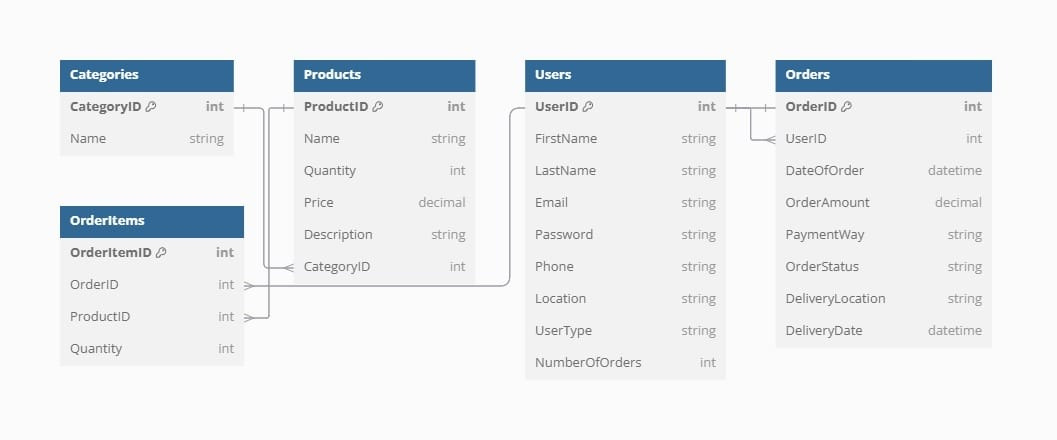 Categories
CategoryID int
Name string
OrderItems
OrderItemID int
OrderID int
ProductID int
Quantity int
Products
ProductID int
Name string
Quantity int
Price decimal
Description string
CategoryID int
Users
UserID int
FirstName string
LastName string
Email string
Password string
Phone string
Location string
UserType string
NumberOfOrders int
Orders
OrderID int
UserID int
DateOfOrder datetime
OrderAmount decimal
PaymentWay string
OrderStatus string
DeliveryLocation string
DeliveryDate datetime